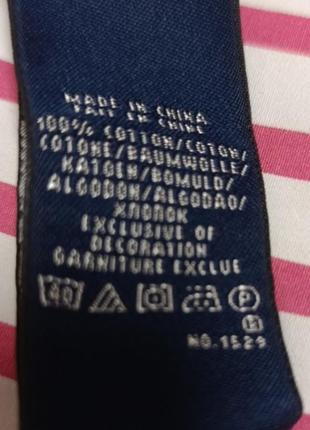 MADE IN CHINA
FAIT EN CHINE
100% COTTON/COTON/
COTONE/BAUMWOLLE/
KATOEN/BOMULD/
ALGODON/ALGODAO/
ХЛОПОК
EXCLUSIVE OF
DECORATION
GARNITURE EXCLUE
40 P
NO.1529